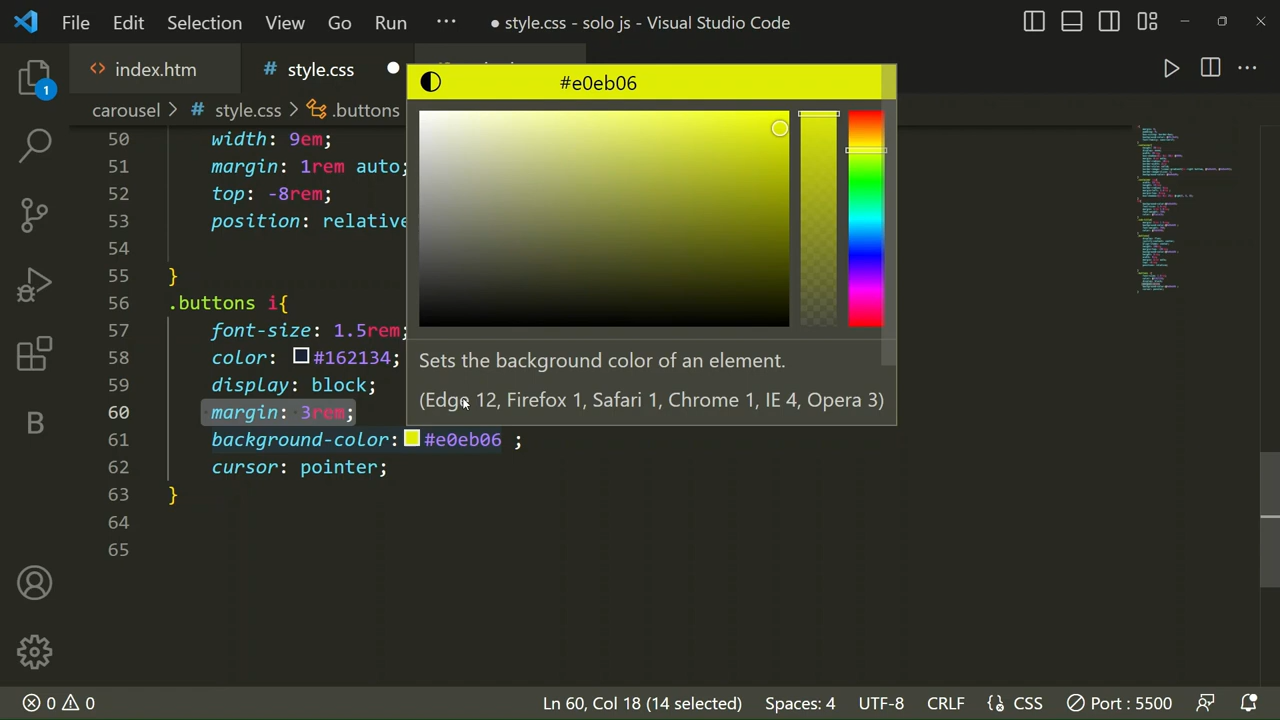 File Edit Selection View Go Run ··· ● style.css - solo js - Visual Studio Code
<> index.htm # style.css ●
1
carousel > # style.css > .buttons
#e0eb06
50 width: 9em;
51 margin: 1rem auto;
52 top: -8rem;
53 position: relative
54
55 }
56 .buttons i{
57 font-size: 1.5rem;
58 color: #162134;
59 display: block;
60 margin: 3rem;
61 background-color: #e0eb06 ;
62 cursor: pointer;
63 }
64
65
Sets the background color of an element.
(Edge 12, Firefox 1, Safari 1, Chrome 1, IE 4, Opera 3)
B
0 0 Ln 60, Col 18 (14 selected) Spaces: 4 UTF-8 CRLF {} CSS Port : 5500